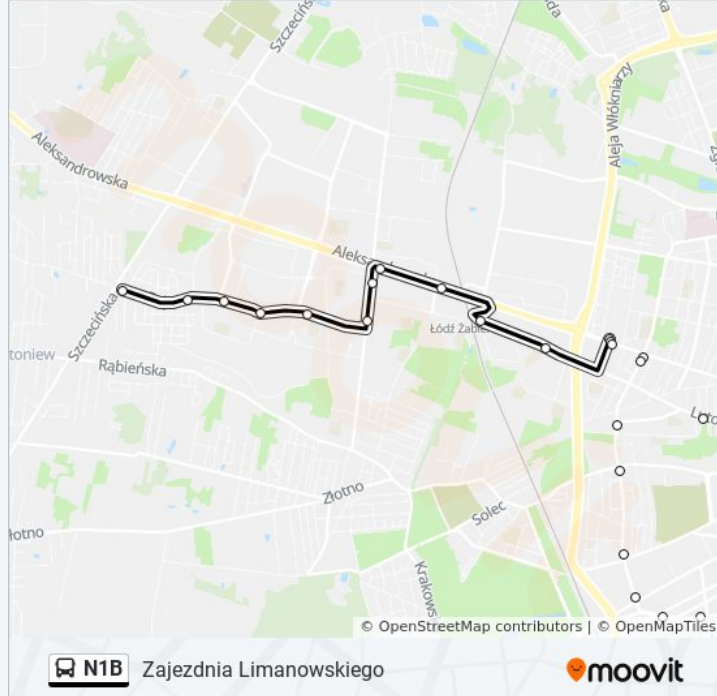 Szczecińs
Aleksandrowska
Aleja Włókniarzy
Szczecińska
toniew
Rąbieńska
Łódź Żabie
Złotno
Solec
łotno
Krakows
© OpenStreetMap contributors | © OpenMapTiles
N1B Zajezdnia Limanowskiego moovit